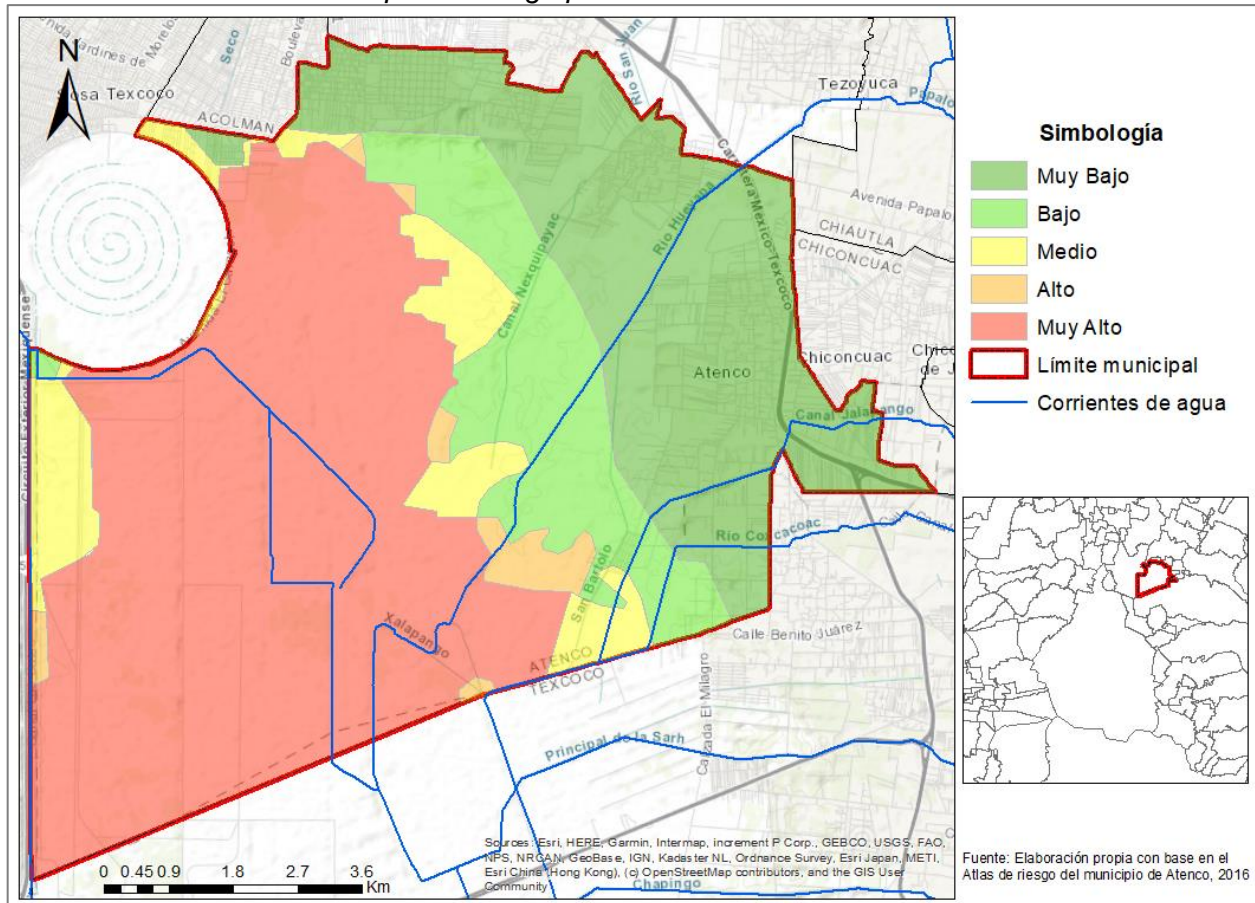 N
Seco
Río San Juan
Tezoyuca
ACOLMAN
Carretera Mexico-Texcoco
Río Hueyapa
Avenida Papalo
CHIAUTLA
CHICONCUAC
Canal Nexquipayac
Circuito Exterior Mexiquense
Atenco
Chiconcuac
Canal Jalapango
Río Coxcacoac
San Bartolo
Xalapango
Calle Benito Juárez
ATENCO
TEXCOCO
Calzada El Milagro
Principal de la Sarh
Chapingo
0 0.45 0.9 1.8 2.7 3.6
Km
Sources: Esri, HERE, Garmin, Intermap, increment P Corp., GEBCO, USGS, FAO,
NPS, NRCAN, GeoBase, IGN, Kadaster NL, Ordnance Survey, Esri Japan, METI,
Esri China (Hong Kong), (c) OpenStreetMap contributors, and the GIS User
Community
Simbología
Muy Bajo
Bajo
Medio
Alto
Muy Alto
Límite municipal
Corrientes de agua
Fuente: Elaboración propia con base en el
Atlas de riesgo del municipio de Atenco, 2016